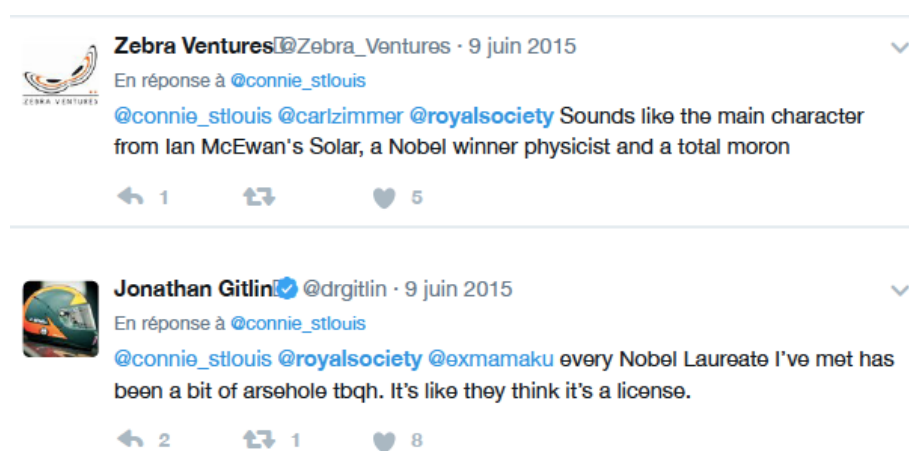 Zebra Ventures @Zebra_Ventures · 9 juin 2015
ZEBRA VENTURES
En réponse à @connie_stlouis
@connie_stlouis @carlzimmer @royalsociety Sounds like the main character
from Ian McEwan's Solar, a Nobel winner physicist and a total moron
1 5
Jonathan Gitlin @drgitlin · 9 juin 2015
En réponse à @connie_stlouis
@connie_stlouis @royalsociety @exmamaku every Nobel Laureate I've met has
been a bit of arsehole tbqh. It's like they think it's a license.
2 1 8